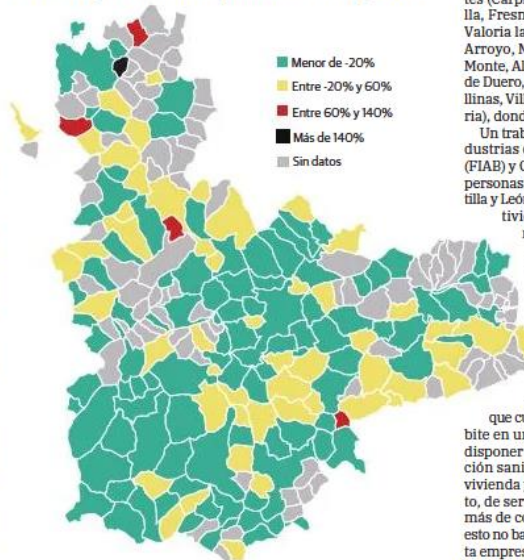 Menor de -20%
Entre -20% y 60%
Entre 60% y 140%
Más de 140%
Sin datos
lla, Fresn
Valoria la
Arroyo, M
Monte, Al
de Duero,
llinas, Vill
ria), dond
Un trab
dustrias
(FIAB) y C
personas
tilla y León
tivi
que cu
bite en un
disponer
ción sani
vivienda
to, de ser
más de c
esto no ba
ta empre